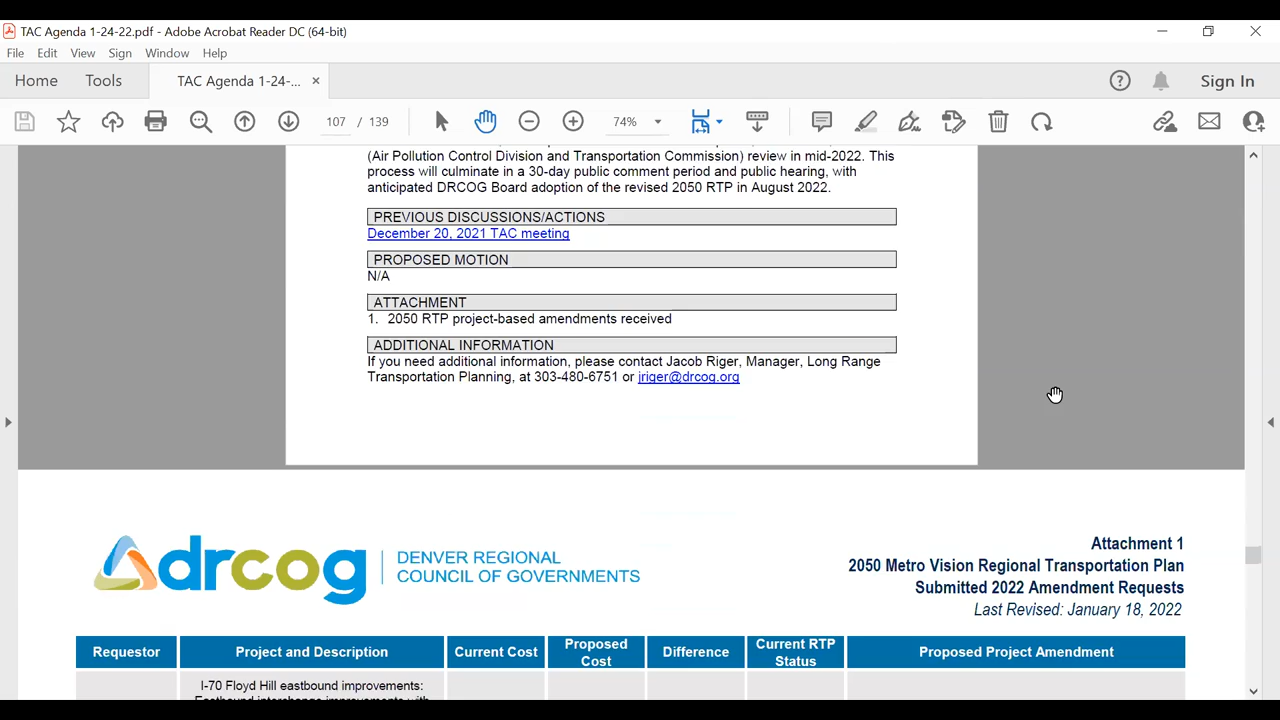 TAC Agenda 1-24-22.pdf - Adobe Acrobat Reader DC (64-bit)
File Edit View Sign Window Help
Home Tools TAC Agenda 1-24-... × Sign In
107 / 139 74%
(Air Pollution Control Division and Transportation Commission) review in mid-2022. This
process will culminate in a 30-day public comment period and public hearing, with
anticipated DRCOG Board adoption of the revised 2050 RTP in August 2022.
PREVIOUS DISCUSSIONS/ACTIONS
December 20, 2021 TAC meeting
PROPOSED MOTION
N/A
ATTACHMENT
1. 2050 RTP project-based amendments received
ADDITIONAL INFORMATION
If you need additional information, please contact Jacob Riger, Manager, Long Range
Transportation Planning, at 303-480-6751 or jriger@drcog.org
drcog
DENVER REGIONAL
COUNCIL OF GOVERNMENTS
Attachment 1
2050 Metro Vision Regional Transportation Plan
Submitted 2022 Amendment Requests
Last Revised: January 18, 2022
Requestor Project and Description Current Cost Proposed Cost Difference Current RTP Status Proposed Project Amendment
I-70 Floyd Hill eastbound improvements:
Eastbound interchange improvements with